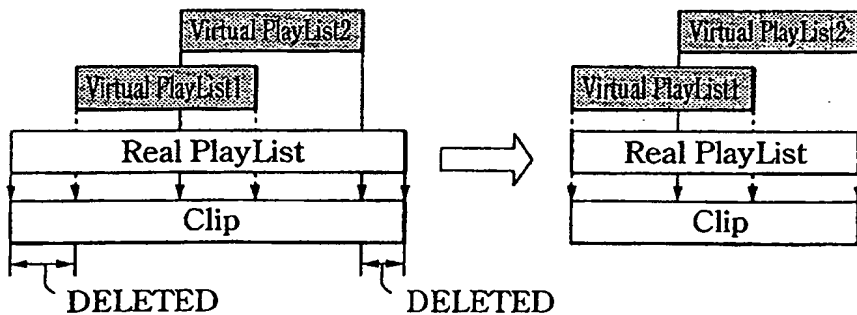 Virtual PlayList2
Virtual PlayList1
Real PlayList
Clip
DELETED
DELETED
Virtual PlayList2
Virtual PlayList1
Real PlayList
Clip